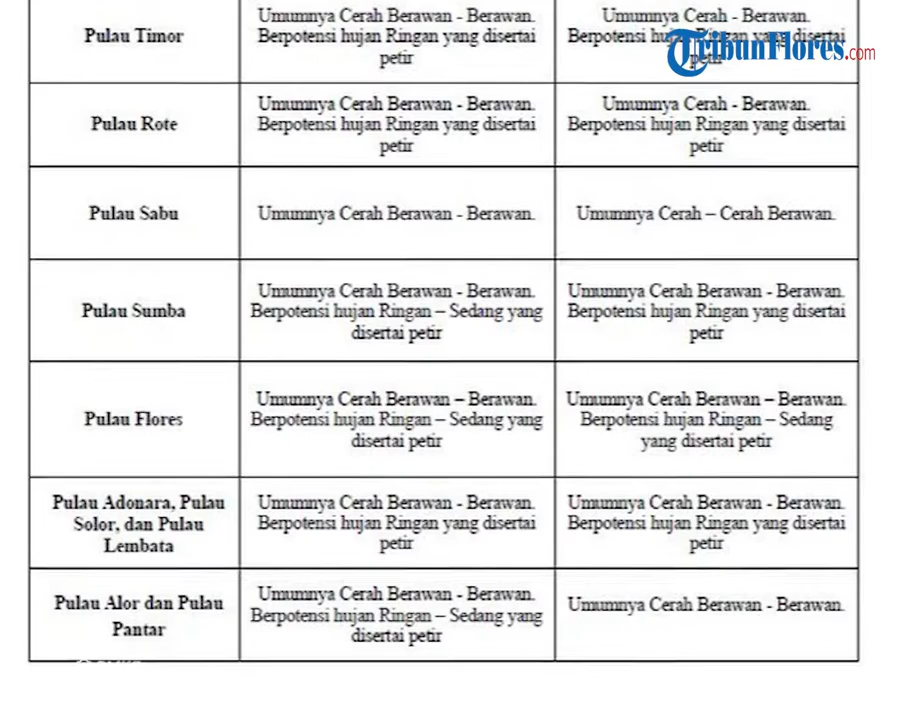 Pulau Timor
Umumnya Cerah Berawan - Berawan.
Berpotensi hujan Ringan yang disertai
petir
Umumnya Cerah - Berawan.
Berpotensi hujan Ringan yang disertai
petir
TribunFlores.com
Pulau Rote
Umumnya Cerah Berawan - Berawan.
Berpotensi hujan Ringan yang disertai
petir
Umumnya Cerah - Berawan.
Berpotensi hujan Ringan yang disertai
petir
Pulau Sabu
Umumnya Cerah Berawan - Berawan.
Umumnya Cerah – Cerah Berawan.
Pulau Sumba
Umumnya Cerah Berawan - Berawan.
Berpotensi hujan Ringan – Sedang yang
disertai petir
Umumnya Cerah Berawan - Berawan.
Berpotensi hujan Ringan yang disertai
petir
Pulau Flores
Umumnya Cerah Berawan – Berawan.
Berpotensi hujan Ringan – Sedang yang
disertai petir
Umumnya Cerah Berawan – Berawan.
Berpotensi hujan Ringan – Sedang
yang disertai petir
Pulau Adonara, Pulau
Solor, dan Pulau
Lembata
Umumnya Cerah Berawan - Berawan.
Berpotensi hujan Ringan yang disertai
petir
Umumnya Cerah Berawan - Berawan.
Berpotensi hujan Ringan yang disertai
petir
Pulau Alor dan Pulau
Pantar
Umumnya Cerah Berawan - Berawan.
Berpotensi hujan Ringan – Sedang yang
disertai petir
Umumnya Cerah Berawan - Berawan.